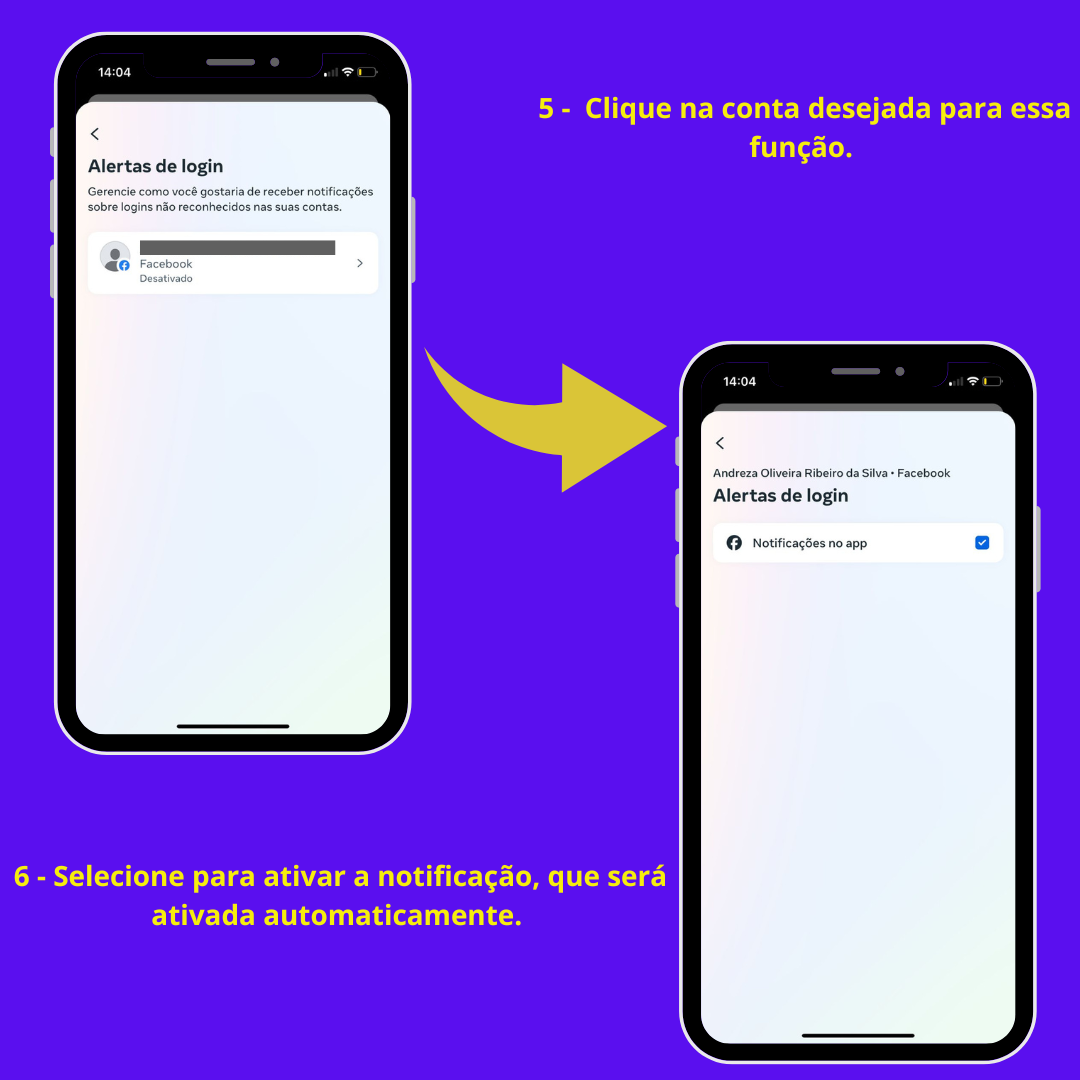 14:04
Alertas de login
Gerencie como você gostaria de receber notificações
sobre logins não reconhecidos nas suas contas.
Facebook
Desativado
5 -  Clique na conta desejada para essa
função.
14:04
Andreza Oliveira Ribeiro da Silva • Facebook
Alertas de login
Notificações no app
6 - Selecione para ativar a notificação, que será
ativada automaticamente.